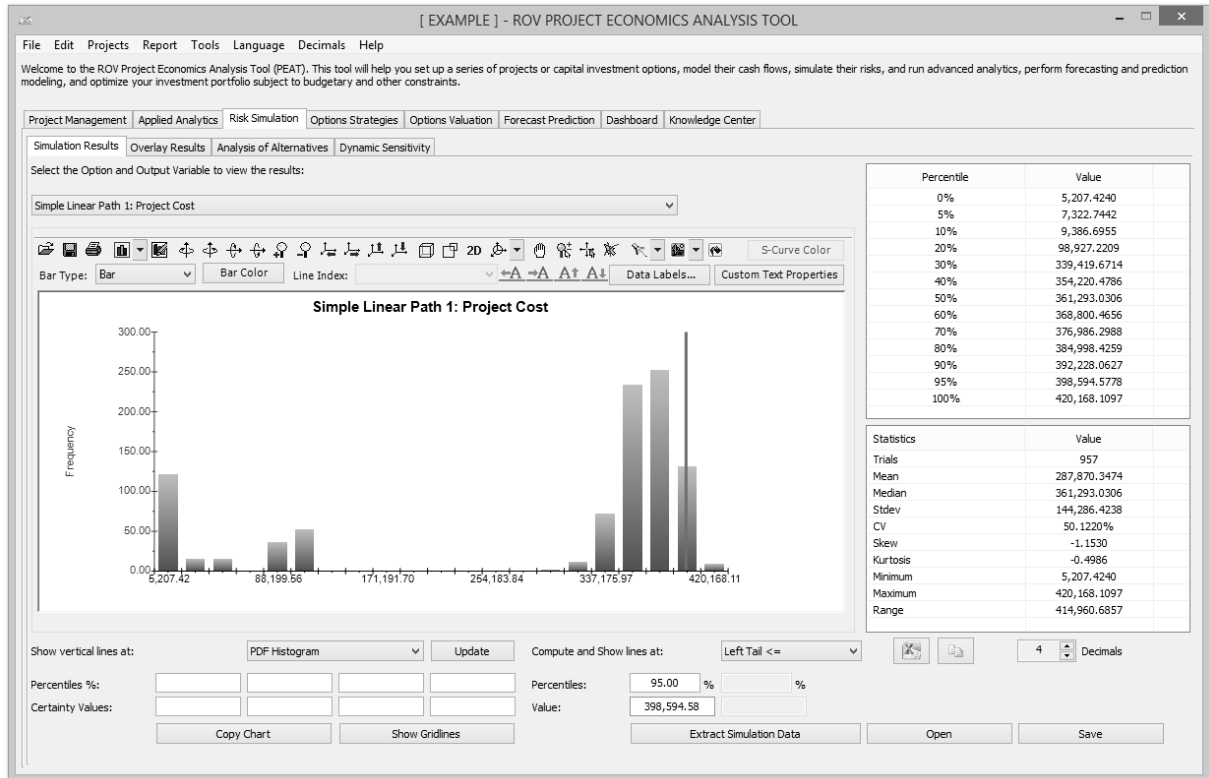 [ EXAMPLE ] - ROV PROJECT ECONOMICS ANALYSIS TOOL
File Edit Projects Report Tools Language Decimals Help
Welcome to the ROV Project Economics Analysis Tool (PEAT). This tool will help you set up a series of projects or capital investment options, model their cash flows, simulate their risks, and run advanced analytics, perform forecasting and prediction
modeling, and optimize your investment portfolio subject to budgetary and other constraints.
Project Management Applied Analytics Risk Simulation Options Strategies Options Valuation Forecast Prediction Dashboard Knowledge Center
Simulation Results Overlay Results Analysis of Alternatives Dynamic Sensitivity
Select the Option and Output Variable to view the results:
Simple Linear Path 1: Project Cost
2D S-Curve Color
Bar Type: Bar Bar Color Line Index: A A A A Data Labels... Custom Text Properties
Simple Linear Path 1: Project Cost
Frequency
300.00
250.00
200.00
150.00
100.00
50.00
0.00
5,207.42 88,199.56 171,191.70 254,183.84 337,175.97 420,168.11
Percentile Value
0% 5,207.4240
5% 7,322.7442
10% 9,386.6955
20% 98,927.2209
30% 339,419.6714
40% 354,220.4786
50% 361,293.0306
60% 368,800.4656
70% 376,986.2988
80% 384,998.4259
90% 392,228.0627
95% 398,594.5778
100% 420,168.1097
Statistics Value
Trials 957
Mean 287,870.3474
Median 361,293.0306
Stdev 144,286.4238
CV 50.1220%
Skew -1.1530
Kurtosis -0.4986
Minimum 5,207.4240
Maximum 420,168.1097
Range 414,960.6857
Show vertical lines at: PDF Histogram Update Compute and Show lines at: Left Tail <= 4 Decimals
Percentiles %: Percentiles: 95.00 % %
Certainty Values: Value: 398,594.58
Copy Chart Show Gridlines Extract Simulation Data Open Save